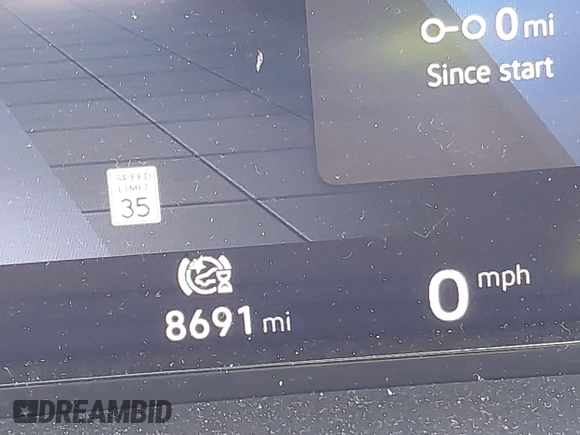 0 mi
Since start
SPEED
LIMIT
35
8691 mi
0 mph
DREAMBID